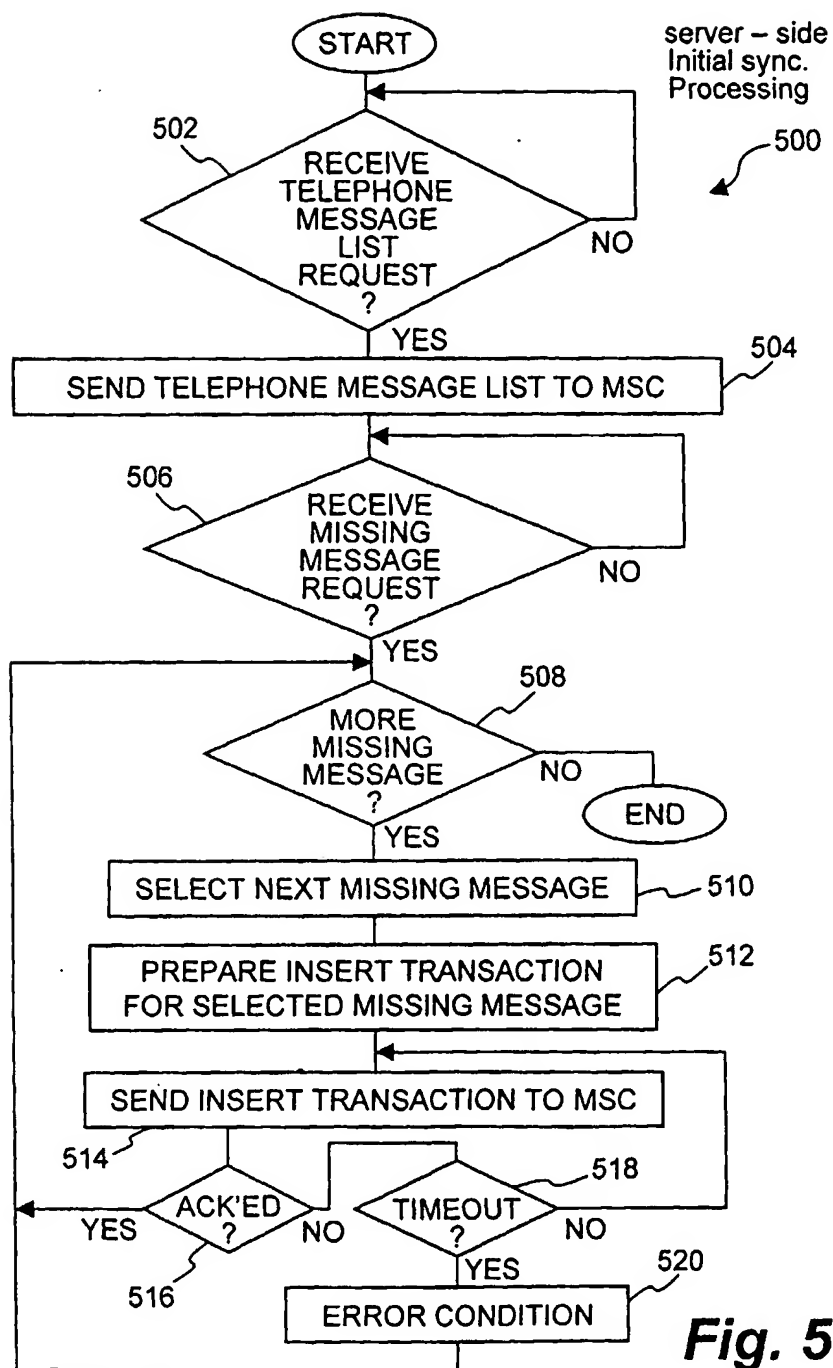 START
server – side
Initial sync.
Processing
500
502
RECEIVE
TELEPHONE
MESSAGE
LIST
REQUEST
?
NO
YES
504
SEND TELEPHONE MESSAGE LIST TO MSC
506
RECEIVE
MISSING
MESSAGE
REQUEST
?
NO
YES
508
MORE
MISSING
MESSAGE
?
NO
END
YES
SELECT NEXT MISSING MESSAGE
510
512
PREPARE INSERT TRANSACTION
FOR SELECTED MISSING MESSAGE
SEND INSERT TRANSACTION TO MSC
514
518
ACK'ED
?
YES
NO
516
TIMEOUT
?
NO
YES
520
ERROR CONDITION
Fig. 5